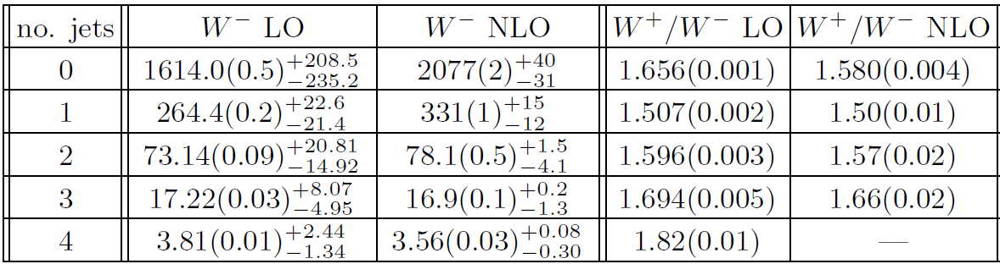 no. jets W⁻ LO W⁻ NLO W⁺/W⁻ LO W⁺/W⁻ NLO
0 1614.0(0.5)+208.5−235.2 2077(2)+40−31 1.656(0.001) 1.580(0.004)
1 264.4(0.2)+22.6−21.4 331(1)+15−12 1.507(0.002) 1.50(0.01)
2 73.14(0.09)+20.81−14.92 78.1(0.5)+1.5−4.1 1.596(0.003) 1.57(0.02)
3 17.22(0.03)+8.07−4.95 16.9(0.1)+0.2−1.3 1.694(0.005) 1.66(0.02)
4 3.81(0.01)+2.44−1.34 3.56(0.03)+0.08−0.30 1.82(0.01) —